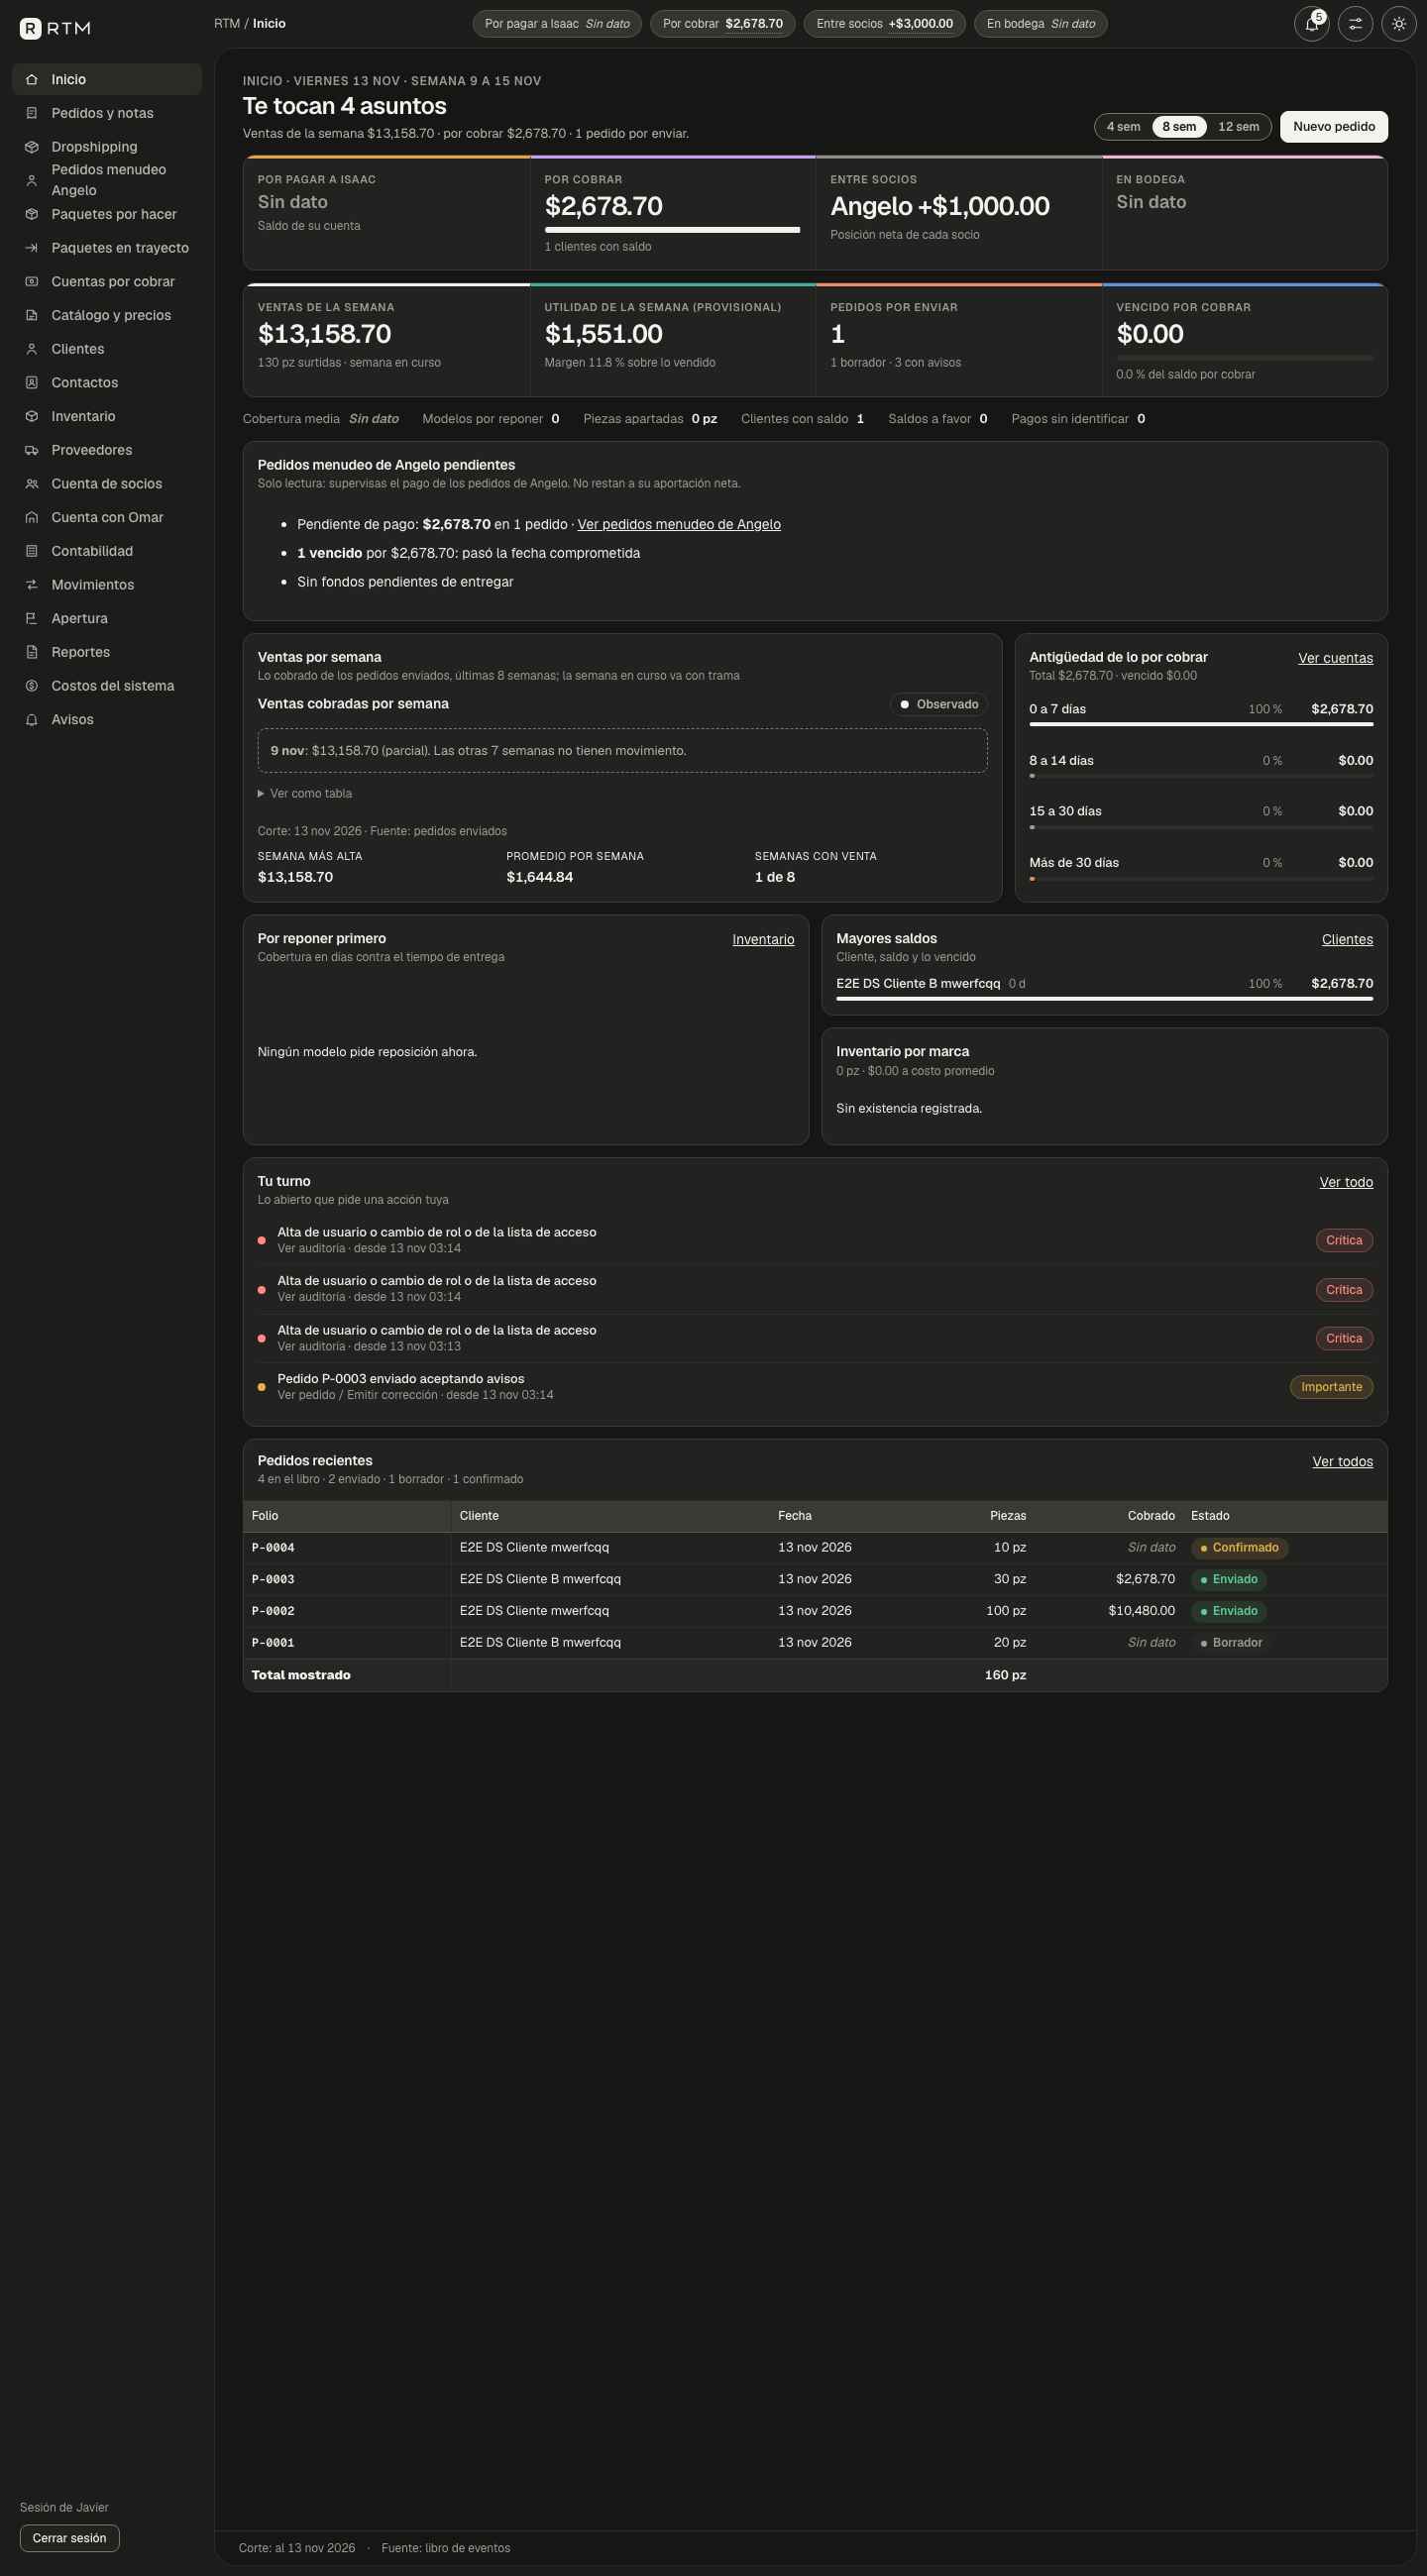 R RTM
RTM / Inicio
Por pagar a Isaac Sin dato
Por cobrar $2,678.70
Entre socios +$3,000.00
En bodega Sin dato
5
Inicio
Pedidos y notas
Dropshipping
Pedidos menudeo
Angelo
Paquetes por hacer
Paquetes en trayecto
Cuentas por cobrar
Catálogo y precios
Clientes
Contactos
Inventario
Proveedores
Cuenta de socios
Cuenta con Omar
Contabilidad
Movimientos
Apertura
Reportes
Costos del sistema
Avisos
Sesión de Javier
Cerrar sesión
INICIO · VIERNES 13 NOV · SEMANA 9 A 15 NOV
Te tocan 4 asuntos
Ventas de la semana $13,158.70 · por cobrar $2,678.70 · 1 pedido por enviar.
4 sem 8 sem 12 sem
Nuevo pedido
POR PAGAR A ISAAC
Sin dato
Saldo de su cuenta
POR COBRAR
$2,678.70
1 clientes con saldo
ENTRE SOCIOS
Angelo +$1,000.00
Posición neta de cada socio
EN BODEGA
Sin dato
VENTAS DE LA SEMANA
$13,158.70
130 pz surtidas · semana en curso
UTILIDAD DE LA SEMANA (PROVISIONAL)
$1,551.00
Margen 11.8 % sobre lo vendido
PEDIDOS POR ENVIAR
1
1 borrador · 3 con avisos
VENCIDO POR COBRAR
$0.00
0.0 % del saldo por cobrar
Cobertura media Sin dato Modelos por reponer 0 Piezas apartadas 0 pz Clientes con saldo 1 Saldos a favor 0 Pagos sin identificar 0
Pedidos menudeo de Angelo pendientes
Solo lectura: supervisas el pago de los pedidos de Angelo. No restan a su aportación neta.
• Pendiente de pago: $2,678.70 en 1 pedido · Ver pedidos menudeo de Angelo
• 1 vencido por $2,678.70: pasó la fecha comprometida
• Sin fondos pendientes de entregar
Ventas por semana
Lo cobrado de los pedidos enviados, últimas 8 semanas; la semana en curso va con trama
Ventas cobradas por semana
Observado
9 nov: $13,158.70 (parcial). Las otras 7 semanas no tienen movimiento.
Ver como tabla
Corte: 13 nov 2026 · Fuente: pedidos enviados
SEMANA MÁS ALTA PROMEDIO POR SEMANA SEMANAS CON VENTA
$13,158.70 $1,644.84 1 de 8
Antigüedad de lo por cobrar Ver cuentas
Total $2,678.70 · vencido $0.00
0 a 7 días 100 % $2,678.70
8 a 14 días 0 % $0.00
15 a 30 días 0 % $0.00
Más de 30 días 0 % $0.00
Por reponer primero Inventario
Cobertura en días contra el tiempo de entrega
Ningún modelo pide reposición ahora.
Mayores saldos Clientes
Cliente, saldo y lo vencido
E2E DS Cliente B mwerfcqq 0 d 100 % $2,678.70
Inventario por marca
0 pz · $0.00 a costo promedio
Sin existencia registrada.
Tu turno Ver todo
Lo abierto que pide una acción tuya
Alta de usuario o cambio de rol o de la lista de acceso
Ver auditoría · desde 13 nov 03:14
Crítica
Alta de usuario o cambio de rol o de la lista de acceso
Ver auditoría · desde 13 nov 03:14
Crítica
Alta de usuario o cambio de rol o de la lista de acceso
Ver auditoría · desde 13 nov 03:13
Crítica
Pedido P-0003 enviado aceptando avisos
Ver pedido / Emitir corrección · desde 13 nov 03:14
Importante
Pedidos recientes Ver todos
4 en el libro · 2 enviado · 1 borrador · 1 confirmado
Folio Cliente Fecha Piezas Cobrado Estado
P-0004 E2E DS Cliente mwerfcqq 13 nov 2026 10 pz Sin dato Confirmado
P-0003 E2E DS Cliente B mwerfcqq 13 nov 2026 30 pz $2,678.70 Enviado
P-0002 E2E DS Cliente mwerfcqq 13 nov 2026 100 pz $10,480.00 Enviado
P-0001 E2E DS Cliente B mwerfcqq 13 nov 2026 20 pz Sin dato Borrador
Total mostrado 160 pz
Corte: al 13 nov 2026 · Fuente: libro de eventos